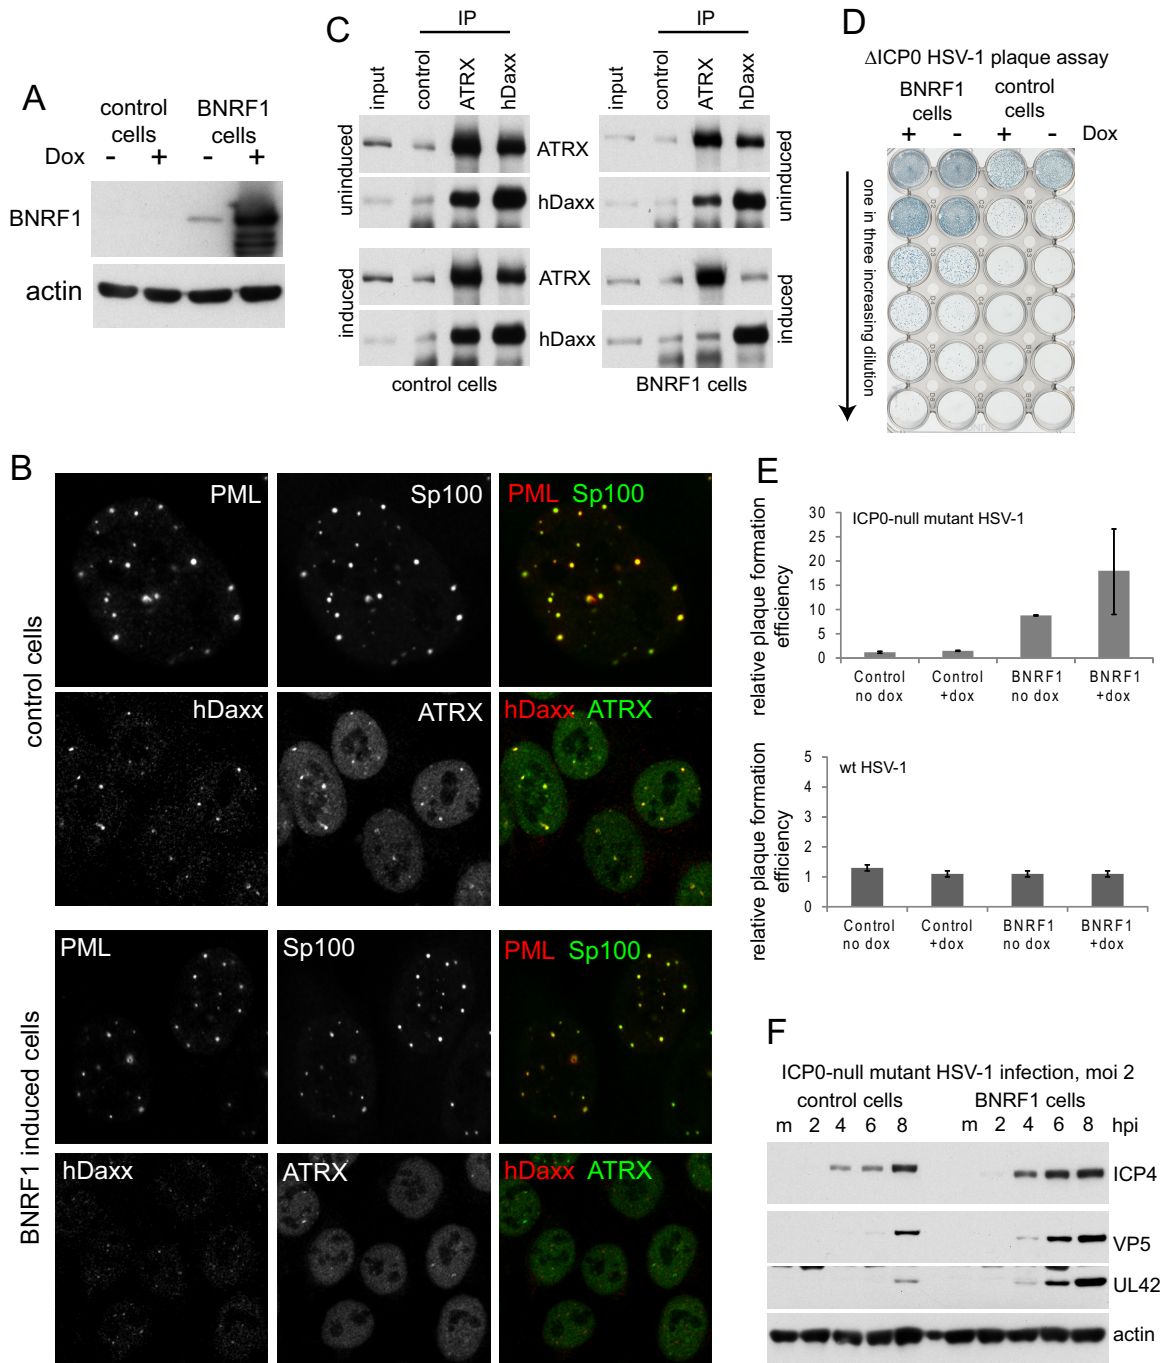 A
control
cells
BNRF1
cells
Dox
- + - +
BNRF1
actin
C
IP
input
control
ATRX
hDaxx
IP
input
control
ATRX
hDaxx
uninduced
ATRX
hDaxx
uninduced
induced
ATRX
hDaxx
induced
control cells
BNRF1 cells
D
ΔICP0 HSV-1 plaque assay
BNRF1
cells
control
cells
+ - + - Dox
one in three increasing dilution
B
control cells
PML
Sp100
PML Sp100
hDaxx
ATRX
hDaxx ATRX
BNRF1 induced cells
PML
Sp100
PML Sp100
hDaxx
ATRX
hDaxx ATRX
E
relative plaque formation
efficiency
ICP0-null mutant HSV-1
30
25
20
15
10
5
0
Control
no dox
Control
+dox
BNRF1
no dox
BNRF1
+dox
relative plaque formation
efficiency
wt HSV-1
5
4
3
2
1
0
Control
no dox
Control
+dox
BNRF1
no dox
BNRF1
+dox
F
ICP0-null mutant HSV-1 infection, moi 2
control cells
BNRF1 cells
m 2 4 6 8 m 2 4 6 8 hpi
ICP4
VP5
UL42
actin